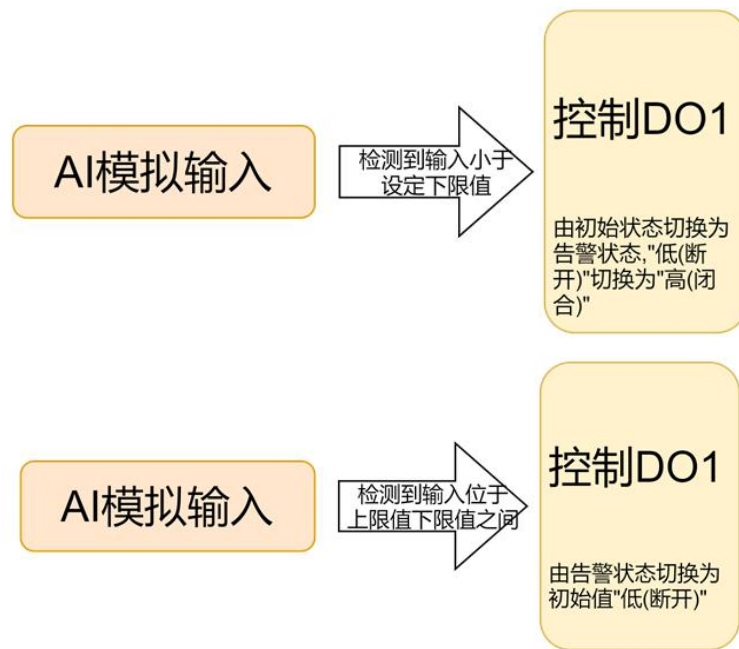 控制DO1
AI模拟输入
检测到输入小于
设定下限值
由初始状态切换为
告警状态,"低(断
开)"切换为"高(闭
合)"
控制DO1
AI模拟输入
检测到输入位于
上限值下限值之间
由告警状态切换为
初始值"低(断开)"